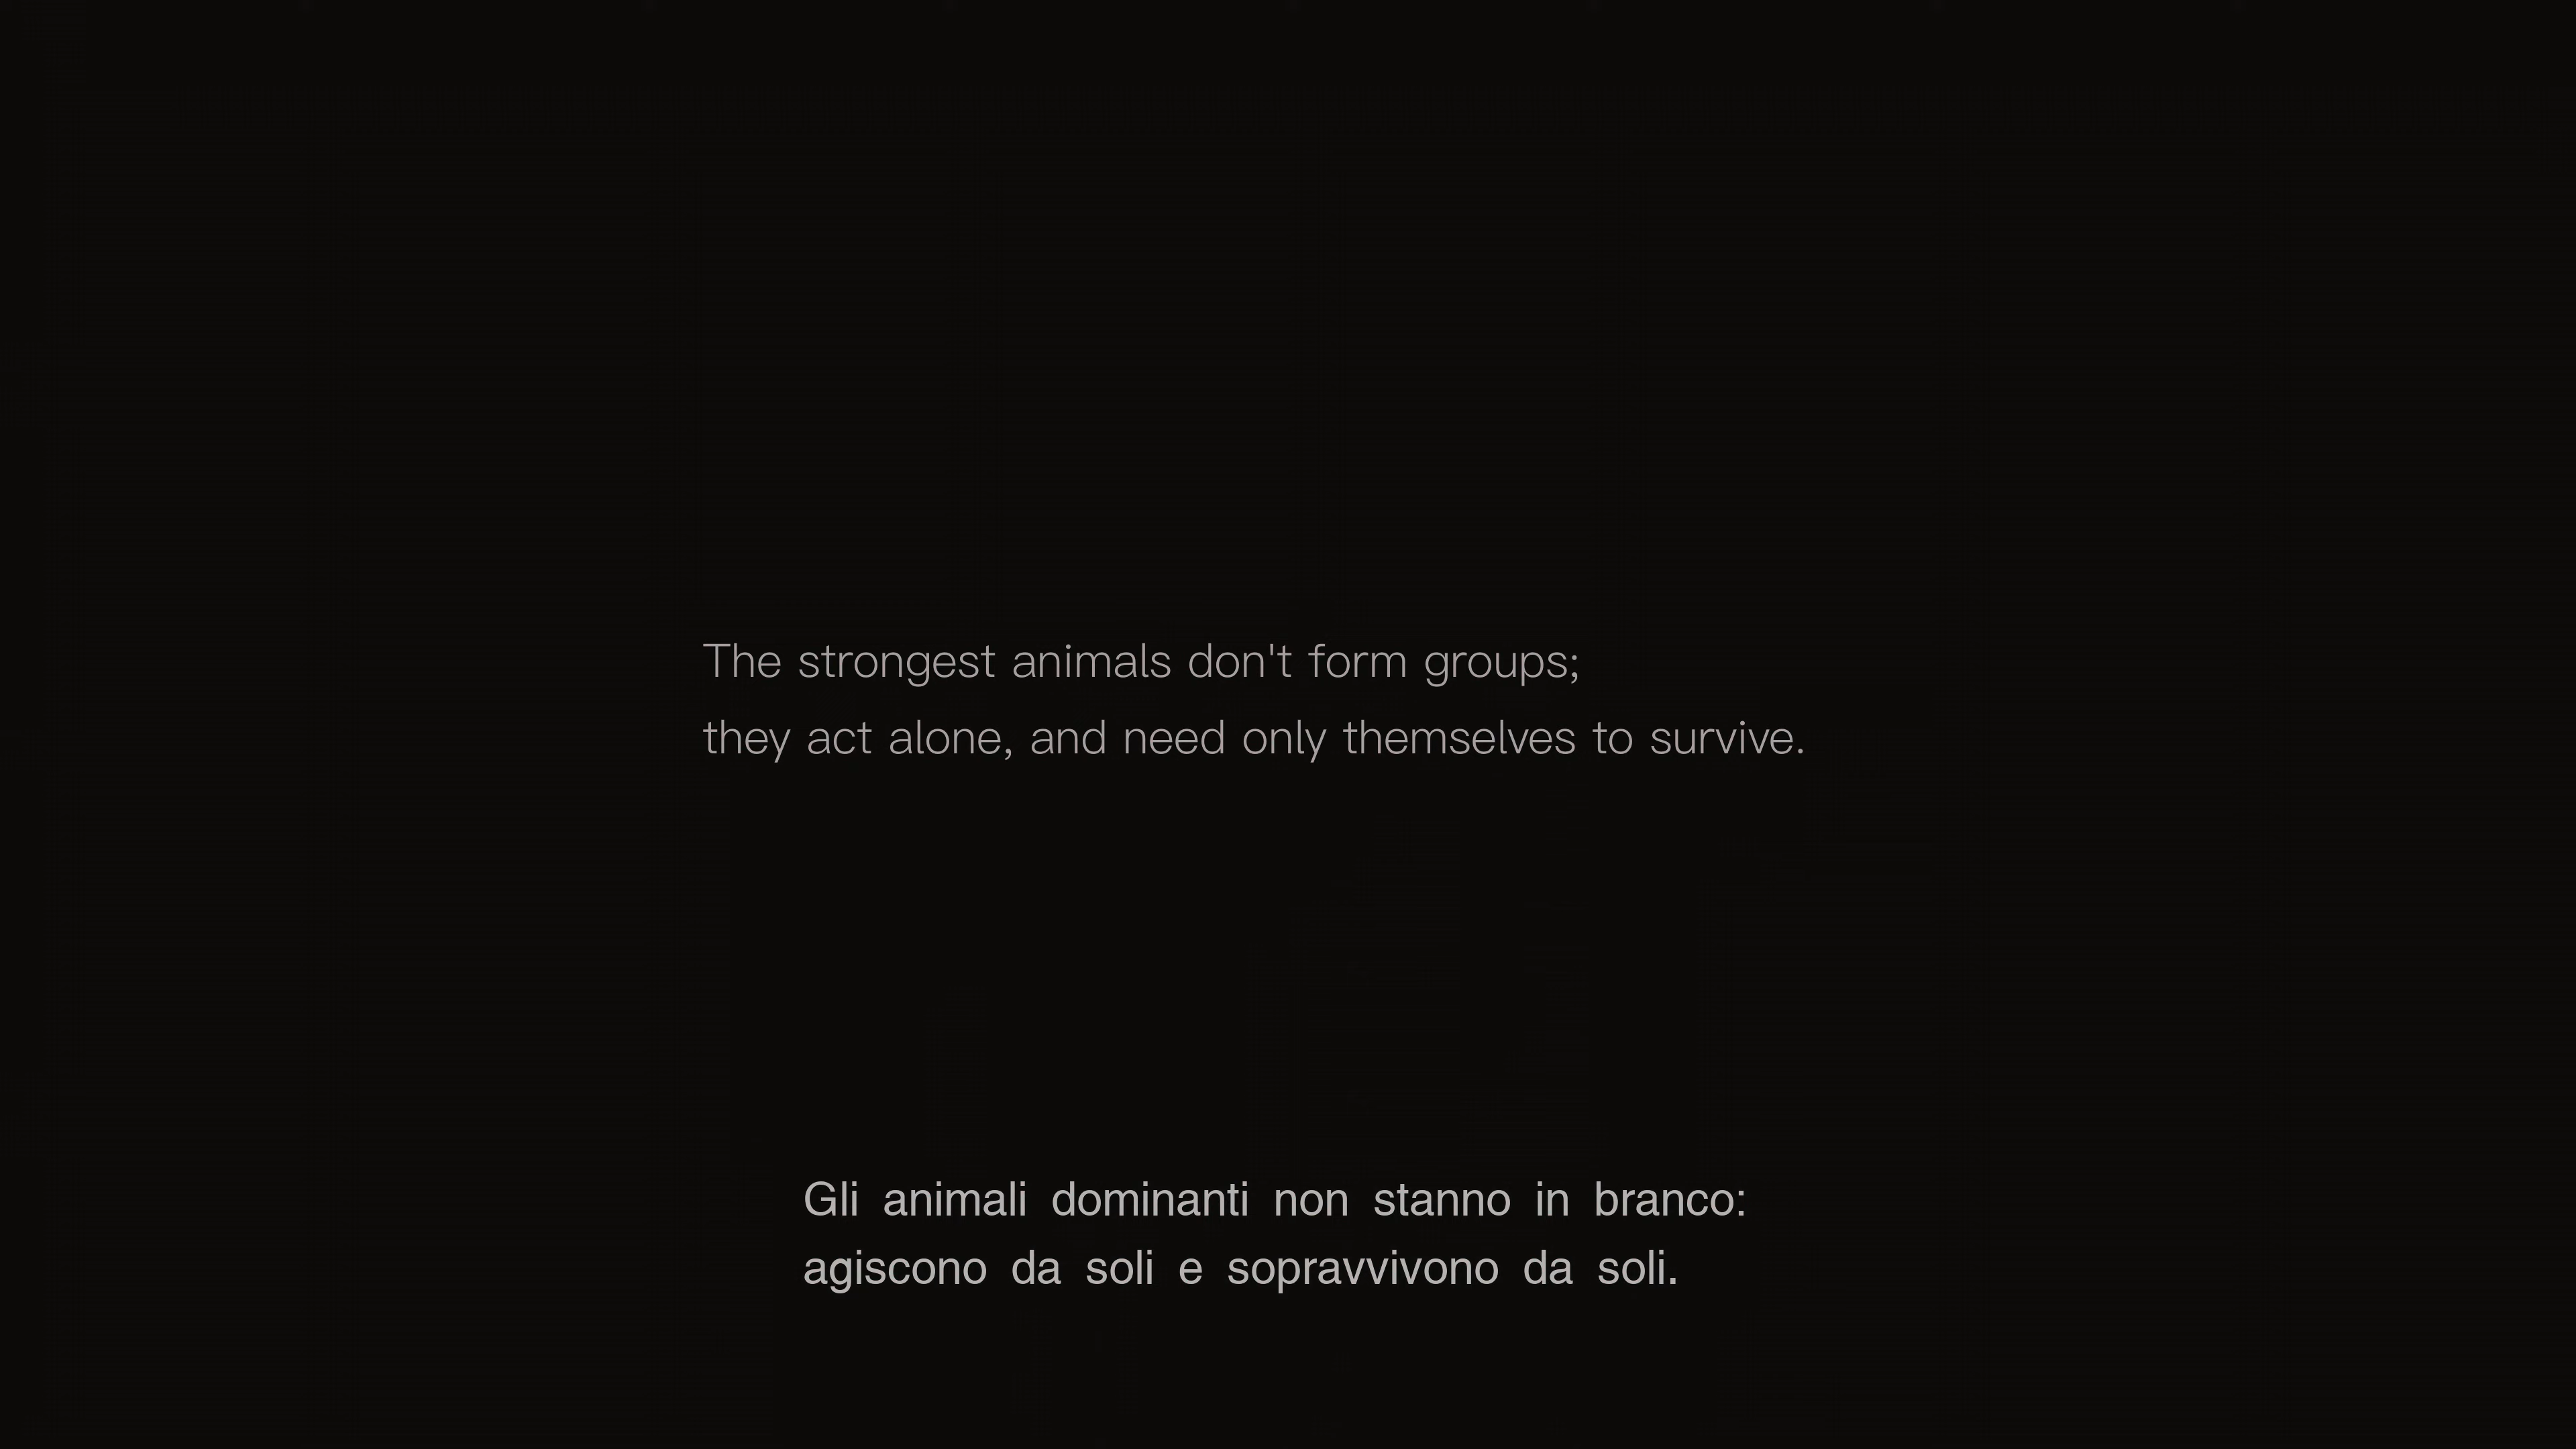 The strongest animals don't form groups;
they act alone, and need only themselves to survive.
Gli animali dominanti non stanno in branco:
agiscono da soli e sopravvivono da soli.